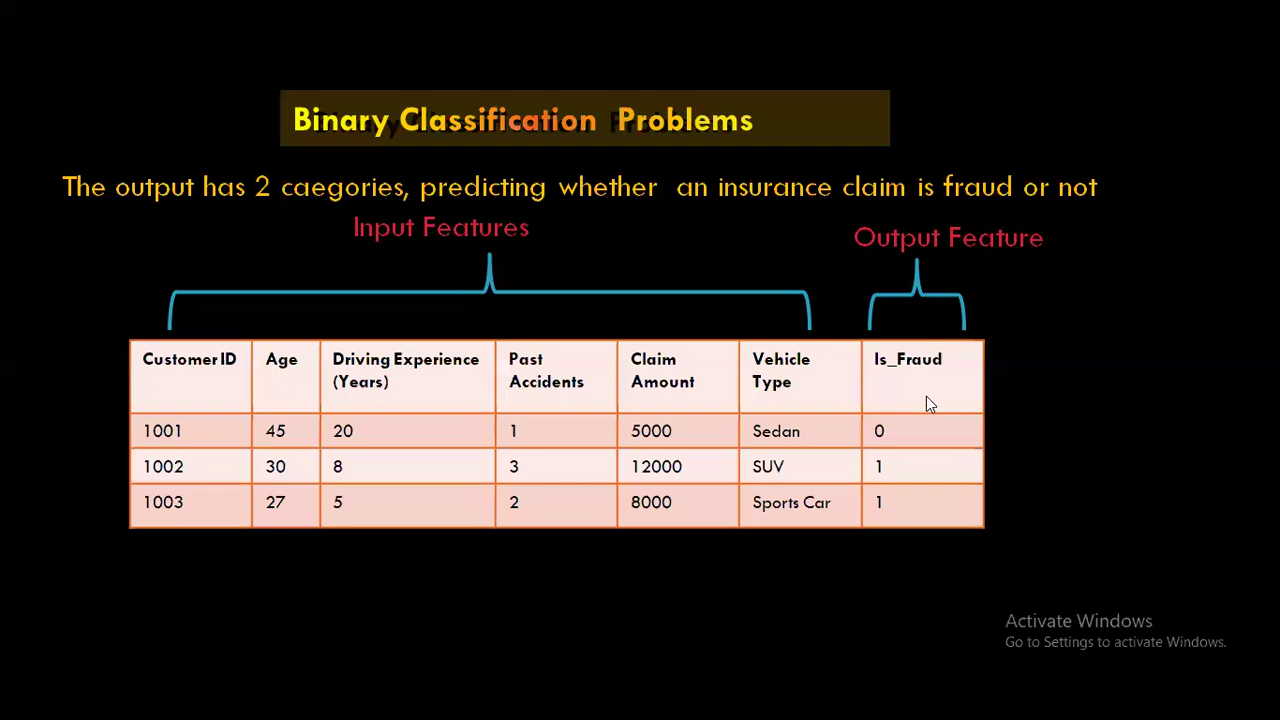 Binary Classification Problems
The output has 2 caegories, predicting whether an insurance claim is fraud or not
Input Features
Output Feature
Customer ID Age Driving Experience (Years) Past Accidents Claim Amount Vehicle Type Is_Fraud
1001 45 20 1 5000 Sedan 0
1002 30 8 3 12000 SUV 1
1003 27 5 2 8000 Sports Car 1
Activate Windows
Go to Settings to activate Windows.